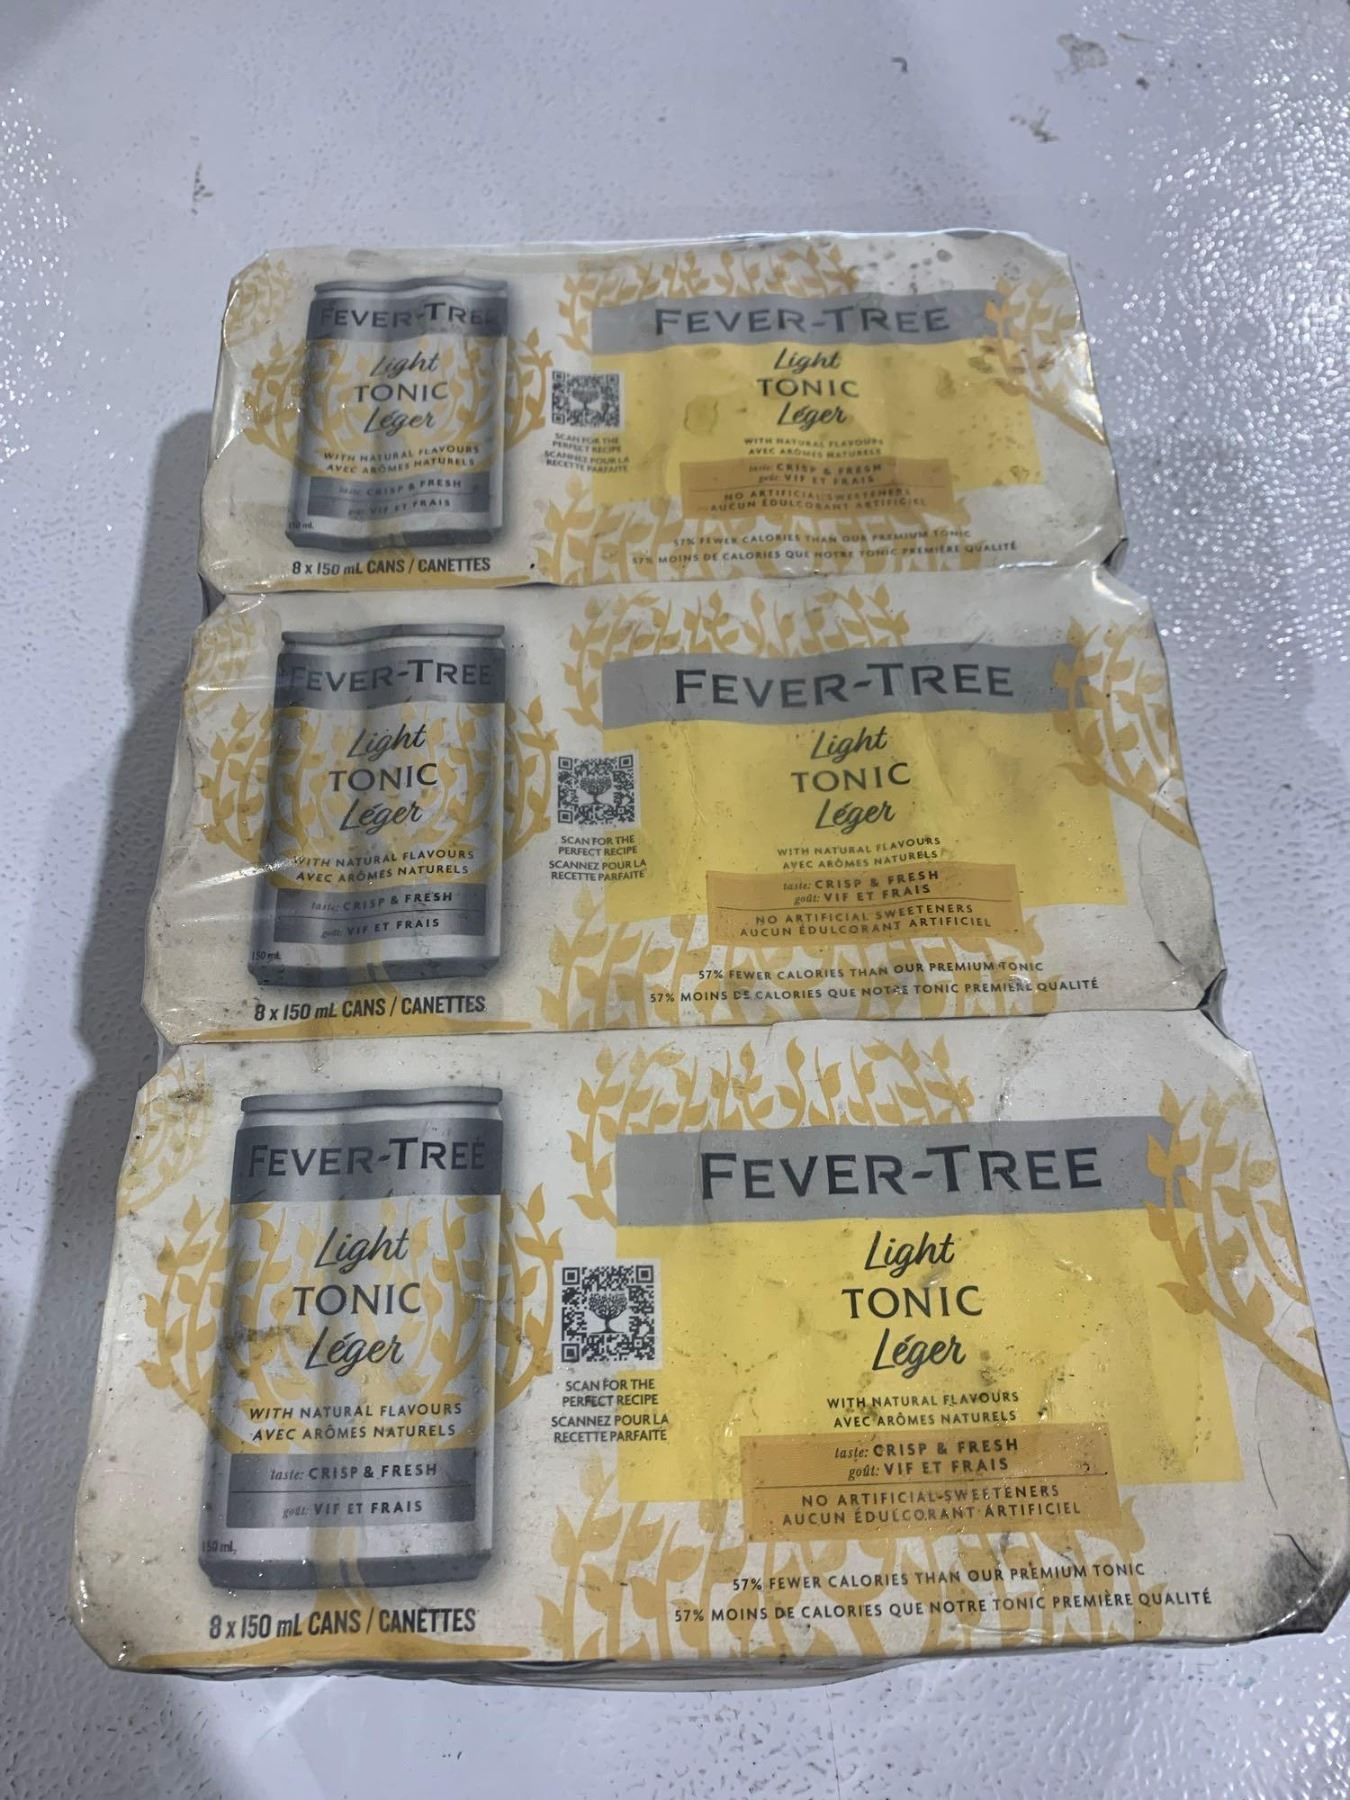 FEVER-TREE
Light
TONIC
Léger
WITH NATURAL FLAVOURS
AVEC ARÔMES NATURELS
taste: CRISP & FRESH
goût: VIF ET FRAIS
150 mL
8 x 150 mL CANS / CANETTES
SCAN FOR THE
PERFECT RECIPE
SCANNEZ POUR LA
RECETTE PARFAITE
FEVER-TREE
Light
TONIC
Léger
WITH NATURAL FLAVOURS
AVEC ARÔMES NATURELS
taste: CRISP & FRESH
goût: VIF ET FRAIS
NO ARTIFICIAL SWEETENERS
AUCUN ÉDULCORANT ARTIFICIEL
57% FEWER CALORIES THAN OUR PREMIUM TONIC
57% MOINS DE CALORIES QUE NOTRE TONIC PREMIÈRE QUALITÉ
FEVER-TREE
Light
TONIC
Léger
WITH NATURAL FLAVOURS
AVEC ARÔMES NATURELS
taste: CRISP & FRESH
goût: VIF ET FRAIS
150 mL
8 x 150 mL CANS / CANETTES
SCAN FOR THE
PERFECT RECIPE
SCANNEZ POUR LA
RECETTE PARFAITE
FEVER-TREE
Light
TONIC
Léger
WITH NATURAL FLAVOURS
AVEC ARÔMES NATURELS
taste: CRISP & FRESH
goût: VIF ET FRAIS
NO ARTIFICIAL SWEETENERS
AUCUN ÉDULCORANT ARTIFICIEL
57% FEWER CALORIES THAN OUR PREMIUM TONIC
57% MOINS DE CALORIES QUE NOTRE TONIC PREMIÈRE QUALITÉ
FEVER-TREE
Light
TONIC
Léger
WITH NATURAL FLAVOURS
AVEC ARÔMES NATURELS
taste: CRISP & FRESH
goût: VIF ET FRAIS
150 mL
8 x 150 mL CANS / CANETTES
SCAN FOR THE
PERFECT RECIPE
SCANNEZ POUR LA
RECETTE PARFAITE
FEVER-TREE
Light
TONIC
Léger
WITH NATURAL FLAVOURS
AVEC ARÔMES NATURELS
taste: CRISP & FRESH
goût: VIF ET FRAIS
NO ARTIFICIAL SWEETENERS
AUCUN ÉDULCORANT ARTIFICIEL
57% FEWER CALORIES THAN OUR PREMIUM TONIC
57% MOINS DE CALORIES QUE NOTRE TONIC PREMIÈRE QUALITÉ